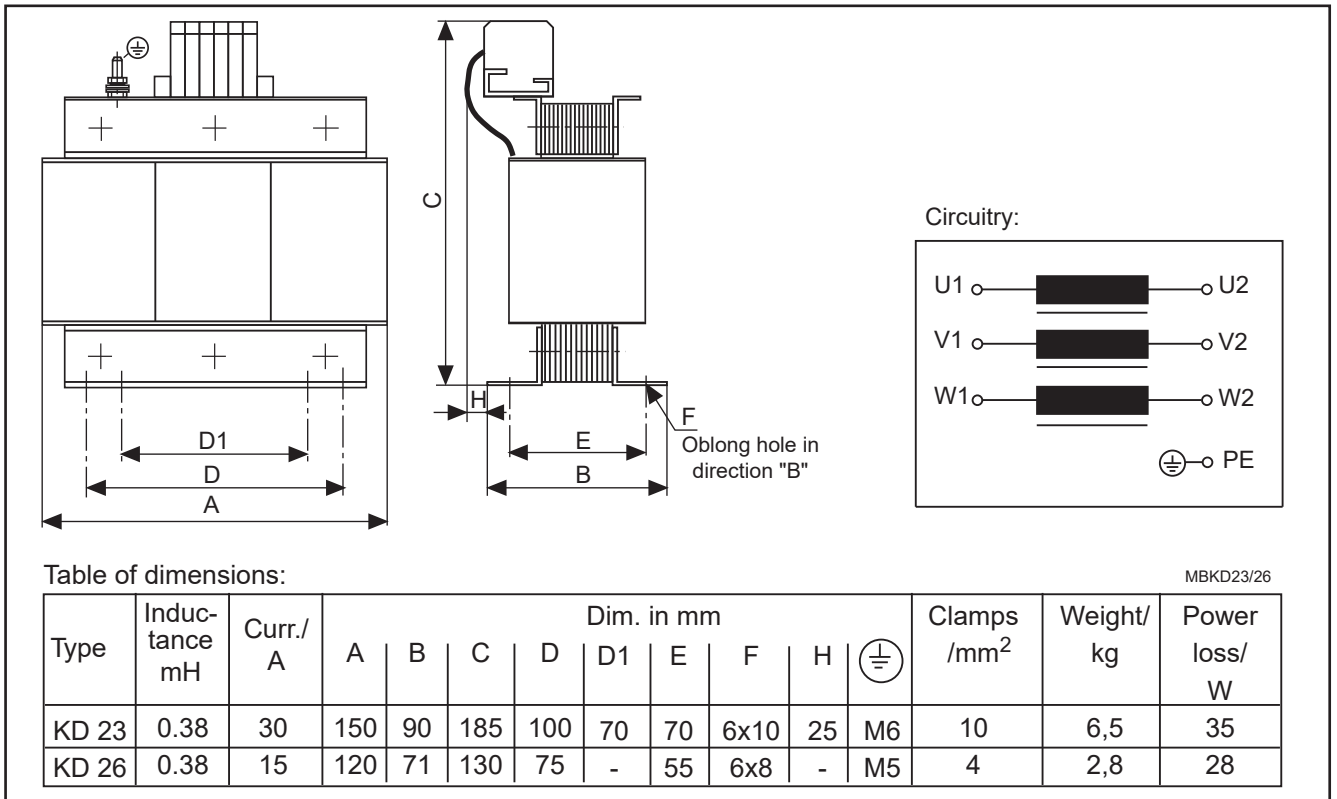 C
H
F
Oblong hole in
direction "B"
E
B
D1
D
A
Circuitry:
U1 U2
V1 V2
W1 W2
PE
Table of dimensions:
MBKD23/26
Type Induc-
tance
mH Curr./
A Dim. in mm Clamps
/mm² Weight/
kg Power
loss/
W
A B C D D1 E F H
KD 23 0.38 30 150 90 185 100 70 70 6x10 25 M6 10 6,5 35
KD 26 0.38 15 120 71 130 75 - 55 6x8 - M5 4 2,8 28